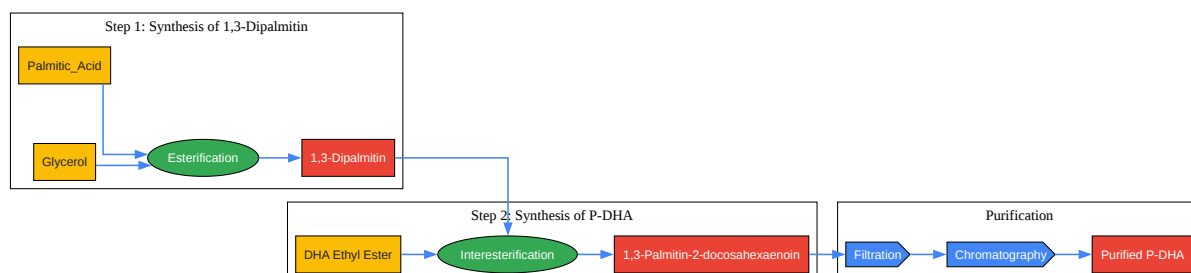 Step 1: Synthesis of 1,3-Dipalmitin
Palmitic_Acid
Glycerol
Esterification
1,3-Dipalmitin
Step 2: Synthesis of P-DHA
DHA Ethyl Ester
Interesterification
1,3-Palmitin-2-docosahexaenoin
Purification
Filtration
Chromatography
Purified P-DHA